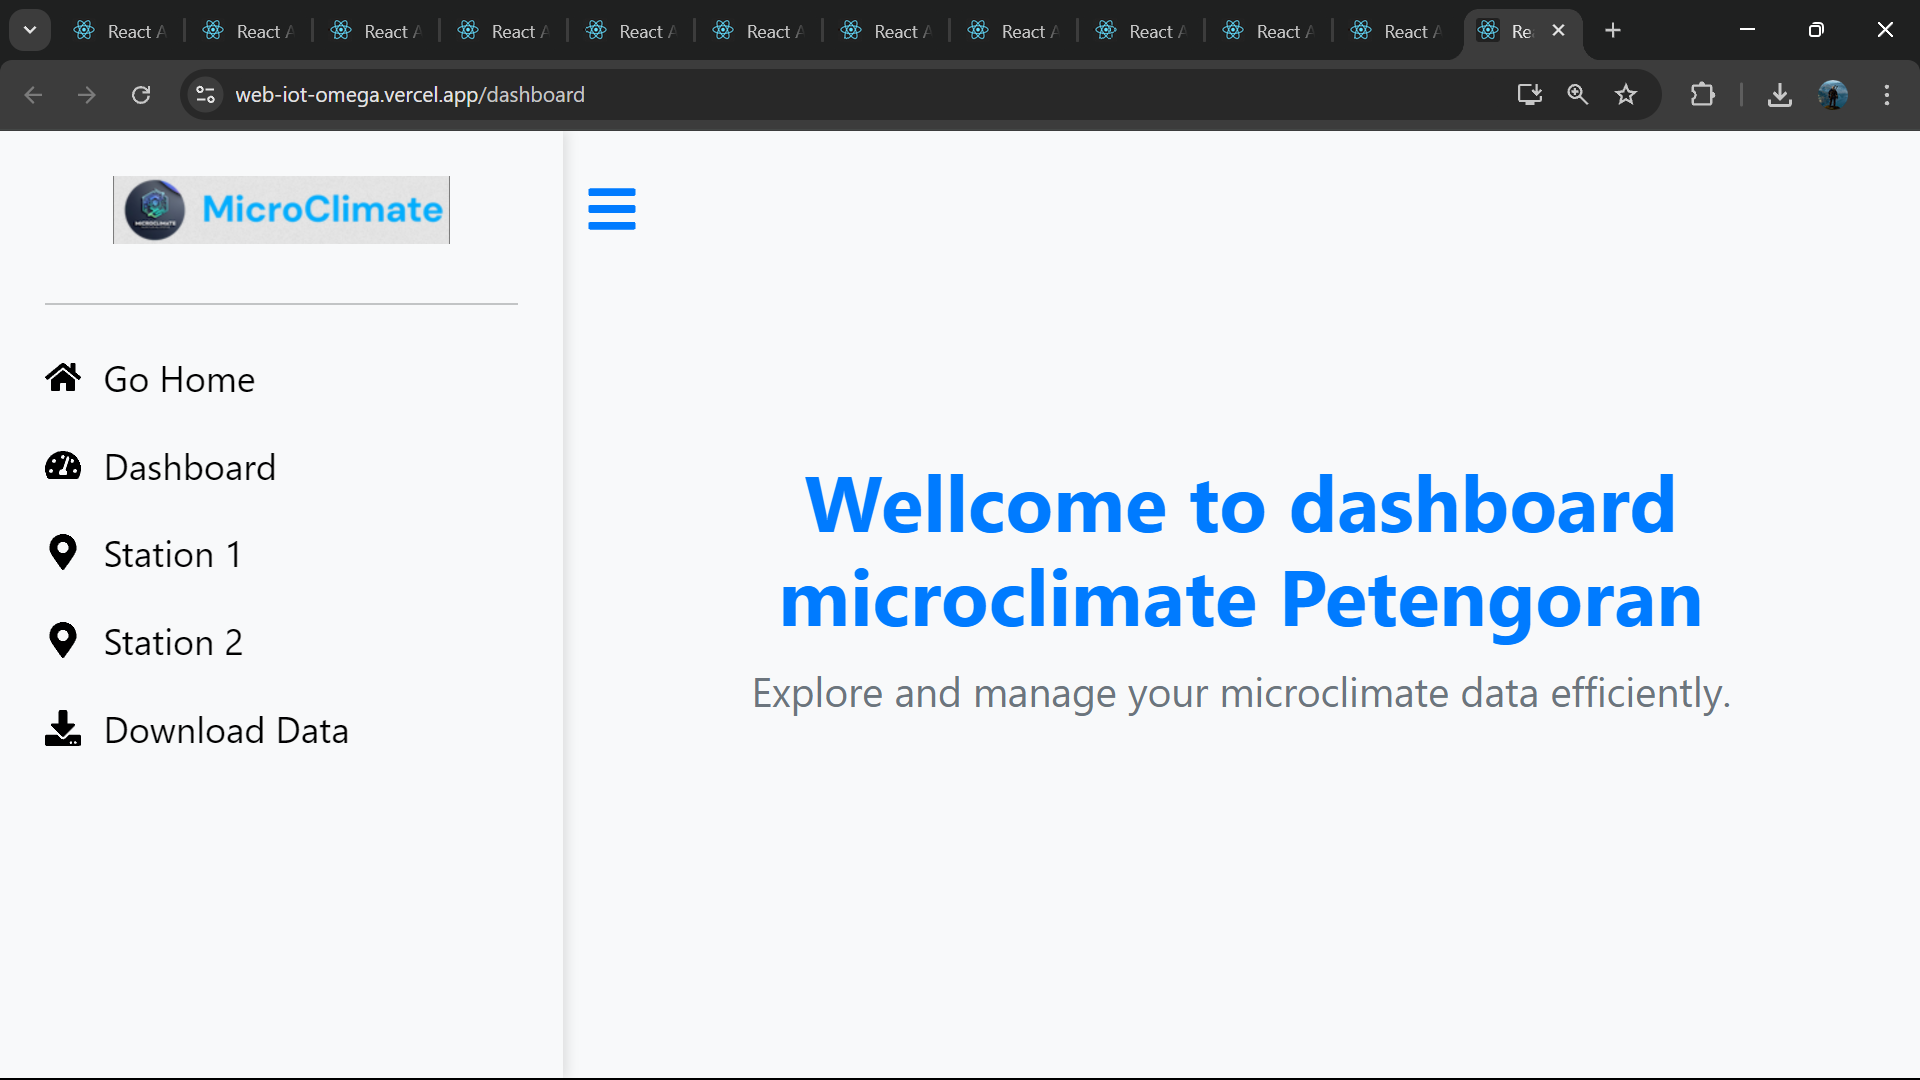 React A React A React A React A React A React A React A React A React A React A React A Re
web-iot-omega.vercel.app/dashboard
MicroClimate
MICROCLIMATE
Go Home
Dashboard
Station 1
Station 2
Download Data
Wellcome to dashboard
microclimate Petengoran
Explore and manage your microclimate data efficiently.